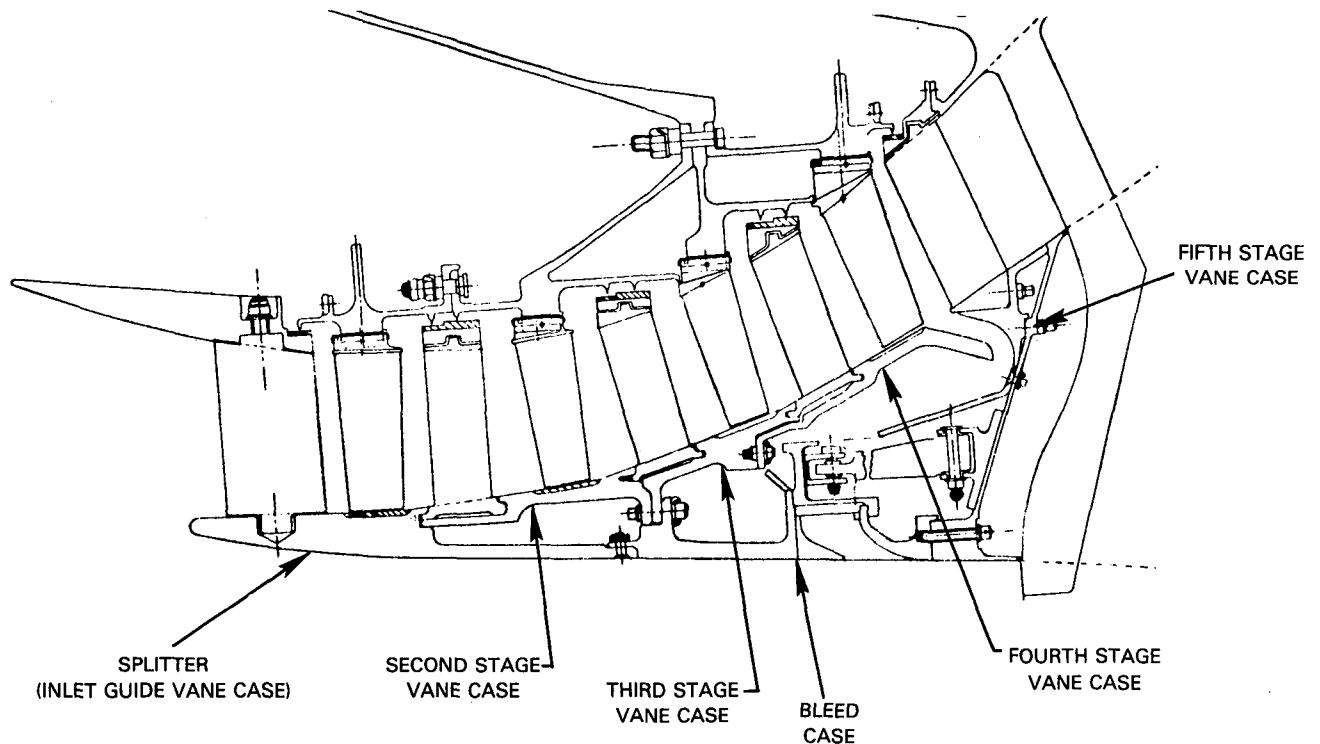 FIFTH STAGE
VANE CASE
SPLITTER
(INLET GUIDE VANE CASE)
SECOND STAGE
VANE CASE
THIRD STAGE
VANE CASE
BLEED
CASE
FOURTH STAGE
VANE CASE